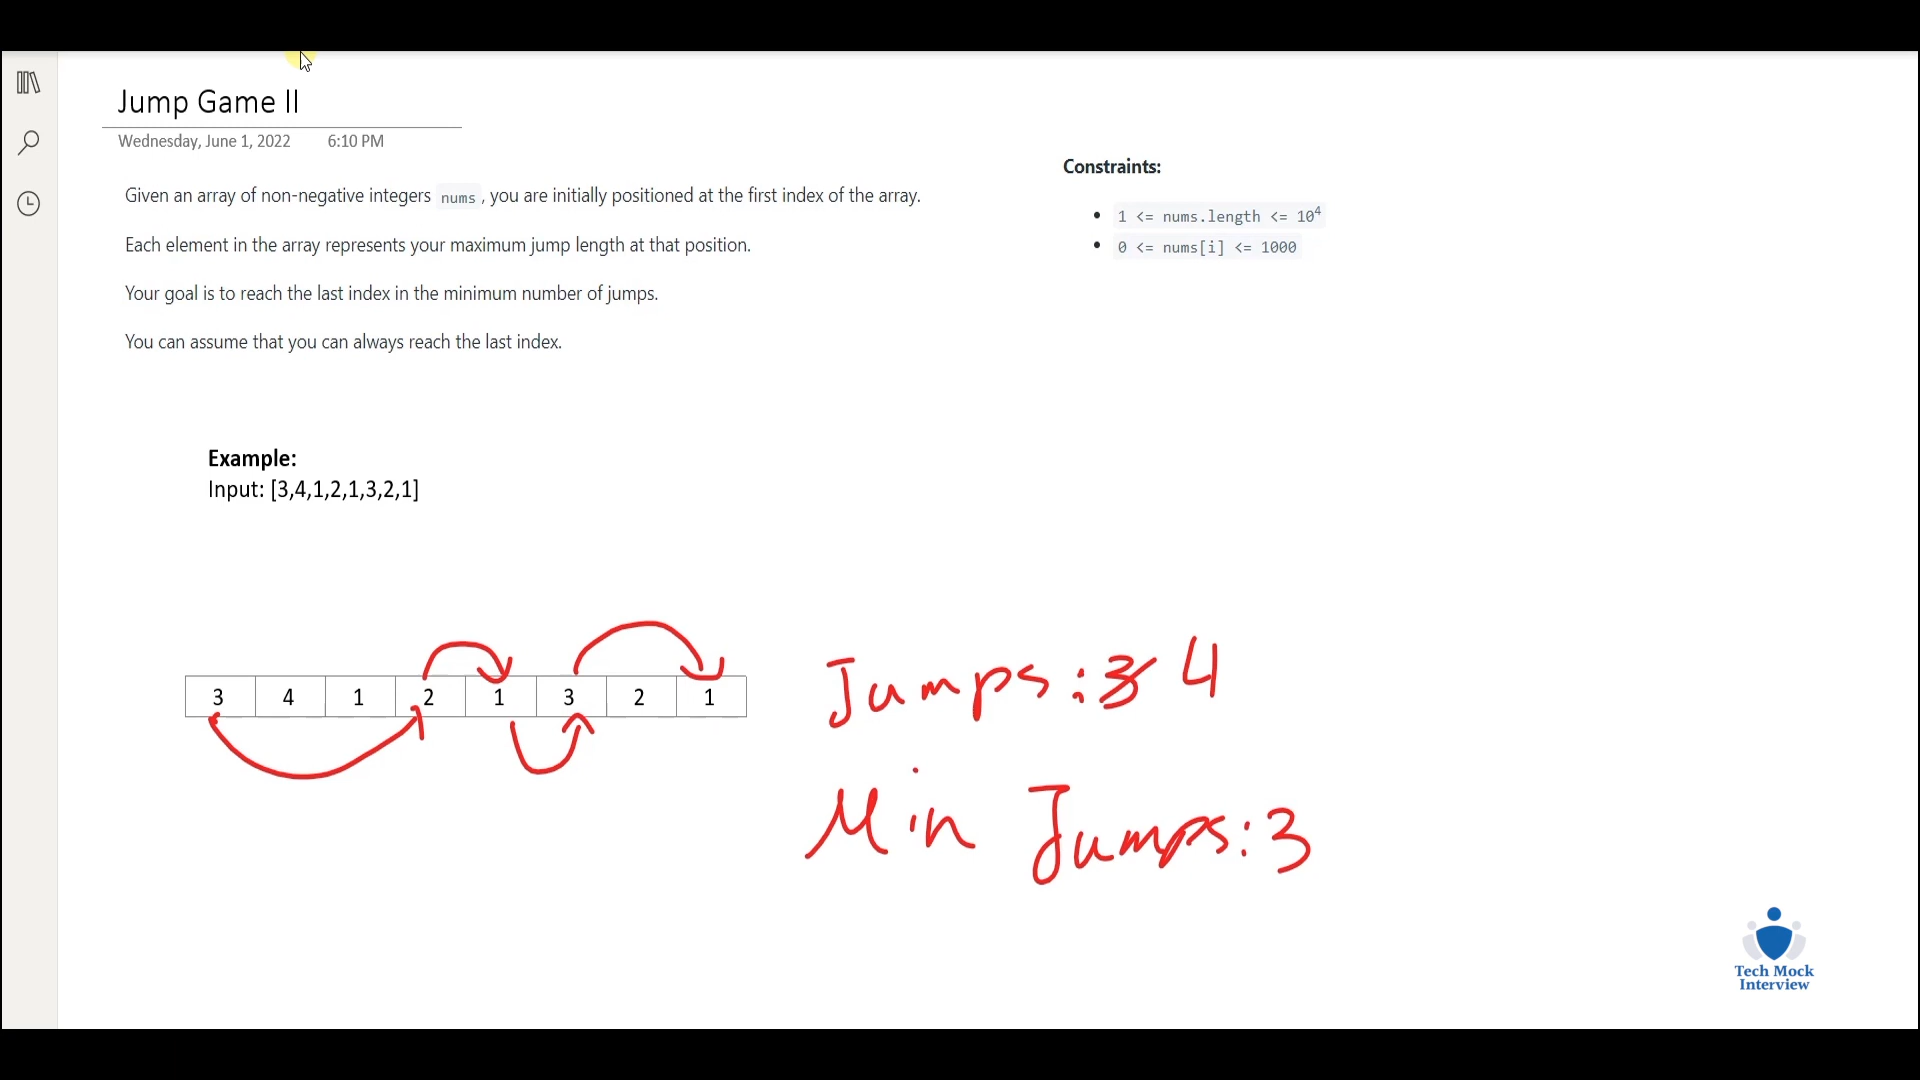 Jump Game II
Wednesday, June 1, 2022 6:10 PM
Given an array of non-negative integers nums, you are initially positioned at the first index of the array.
Each element in the array represents your maximum jump length at that position.
Your goal is to reach the last index in the minimum number of jumps.
You can assume that you can always reach the last index.
Constraints:
• 1 <= nums.length <= 10⁴
• 0 <= nums[i] <= 1000
Example:
Input: [3,4,1,2,1,3,2,1]
3 4 1 2 1 3 2 1
Jumps: 3 4
Min Jumps: 3
Tech Mock
Interview